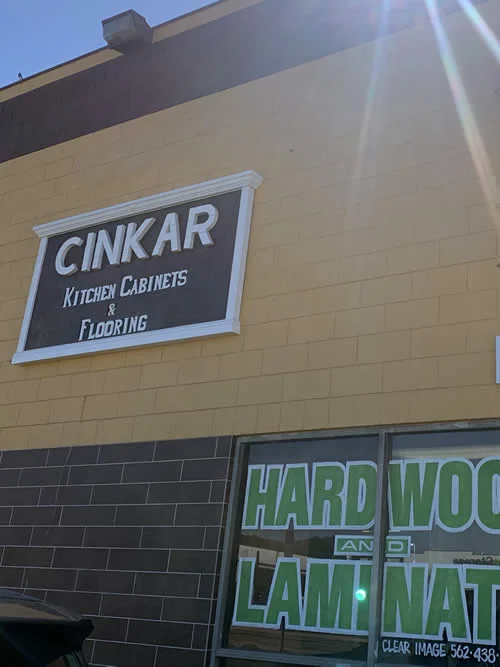 CINKAR
KITCHEN CABINETS
&
FLOORING
HARDWOO
AND
LAMINAT
CLEAR IMAGE 562-438-